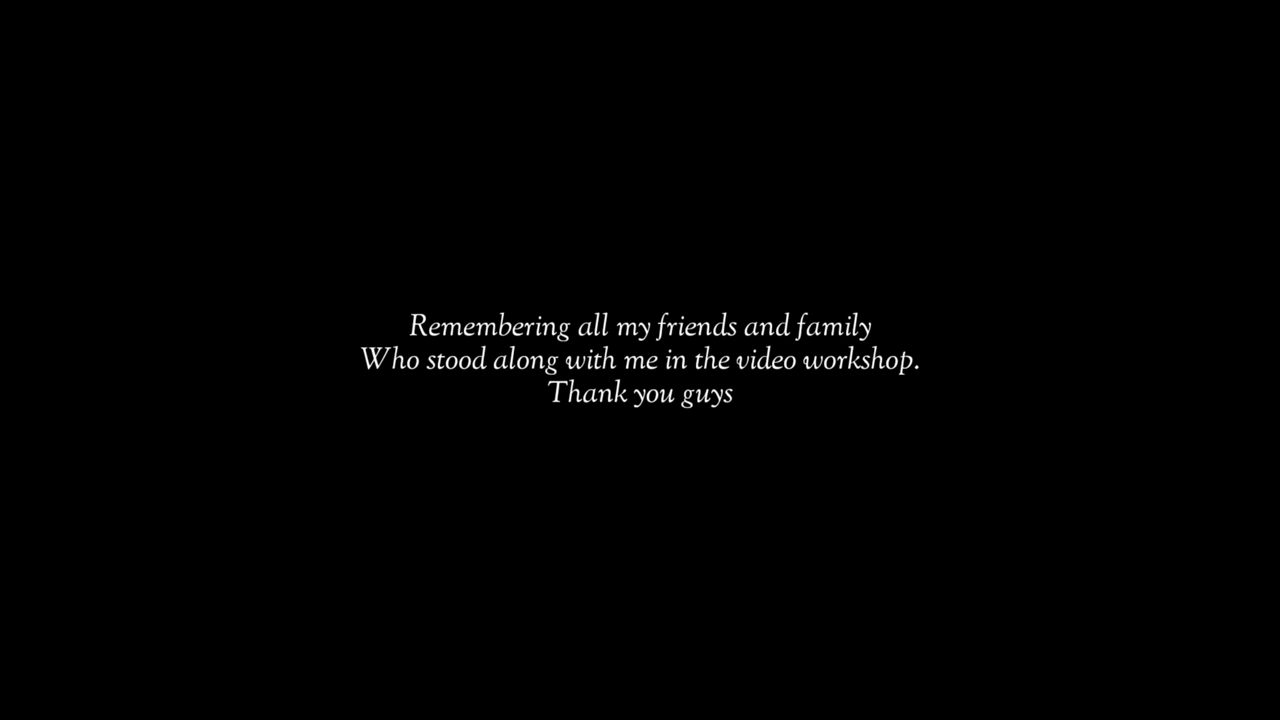 Remembering all my friends and family
Who stood along with me in the video workshop.
Thank you guys